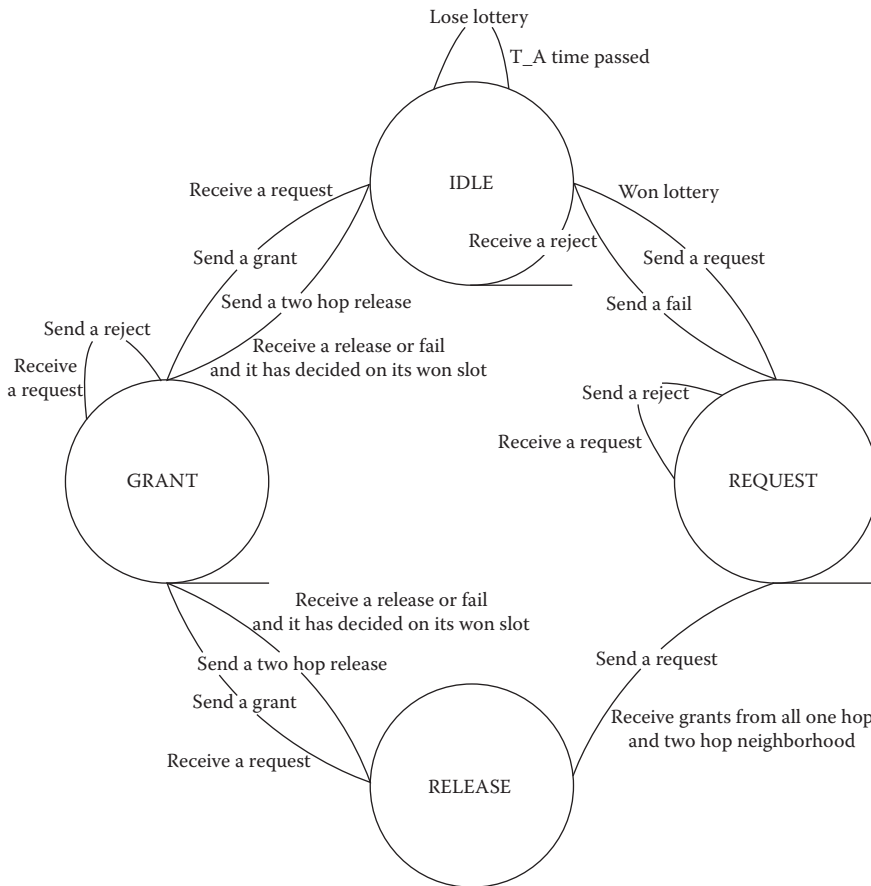 Lose lottery
T_A time passed
IDLE
Receive a request
Won lottery
Receive a reject
Send a grant
Send a request
Send a two hop release
Send a fail
Send a reject
Receive a release or fail
and it has decided on its won slot
Receive
a request
Send a reject
Receive a request
GRANT
REQUEST
Receive a release or fail
and it has decided on its won slot
Send a two hop release
Send a request
Send a grant
Receive grants from all one hop
and two hop neighborhood
Receive a request
RELEASE